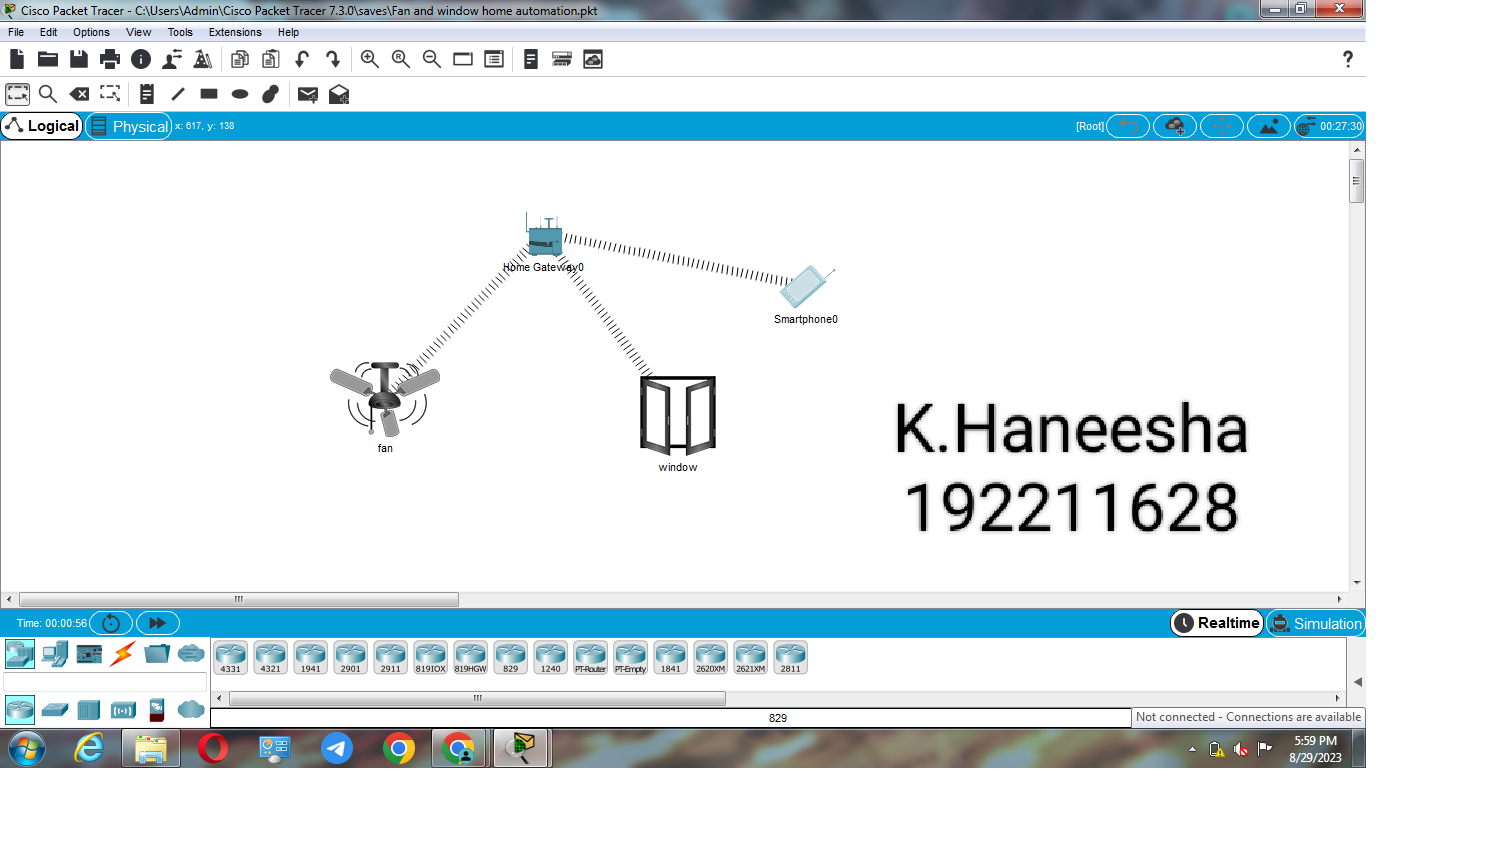 Cisco Packet Tracer - C:\Users\Admin\Cisco Packet Tracer 7.3.0\saves\Fan and window home automation.pkt
File Edit Options View Tools Extensions Help
Logical Physical x: 617, y: 138 [Root] 00:27:30
Home Gateway0
Smartphone0
fan
window
K.Haneesha
192211628
Time: 00:00:56 Realtime Simulation
4331 4321 1941 2901 2911 819IOX 819HGW 829 1240 PT-Router PT-Empty 1841 2620XM 2621XM 2811
829
Not connected - Connections are available
5:59 PM
8/29/2023